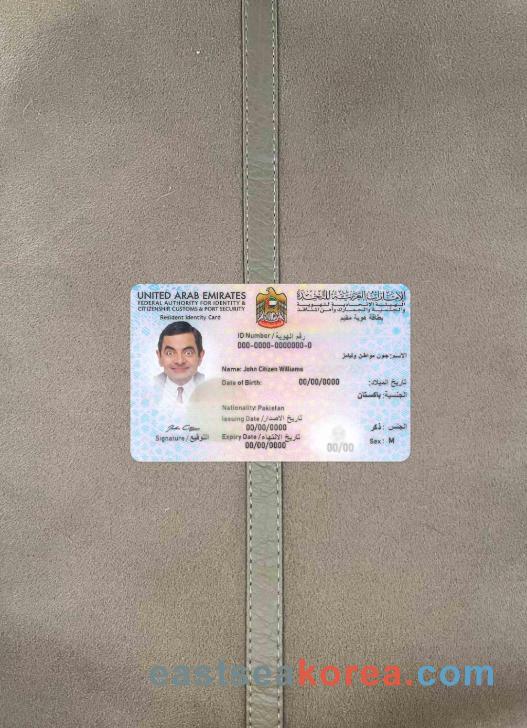 UNITED ARAB EMIRATES
FEDERAL AUTHORITY FOR IDENTITY &
CITIZENSHIP CUSTOMS & PORT SECURITY
Resident Identity Card
الإمارات العربية المتحدة
الهيئة الاتحادية للهوية
والجنسية والجمارك وأمن المنافذ
بطاقة هوية مقيم
ID Number / رقم الهوية
000-0000-0000000-0
الاسم: جون مواطن وليامز
Name: John Citizen Williams
Date of Birth: 00/00/0000 تاريخ الميلاد:
الجنسية: باكستان
Nationality: Pakistan
Issuing Date / تاريخ الاصدار
00/00/0000
الجنس: ذكر
Expiry Date / تاريخ الانتهاء
00/00/0000
Sex: M
00/00
Signature / التوقيع
eastseakorea.com